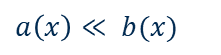 a(x) ≪ b(x)